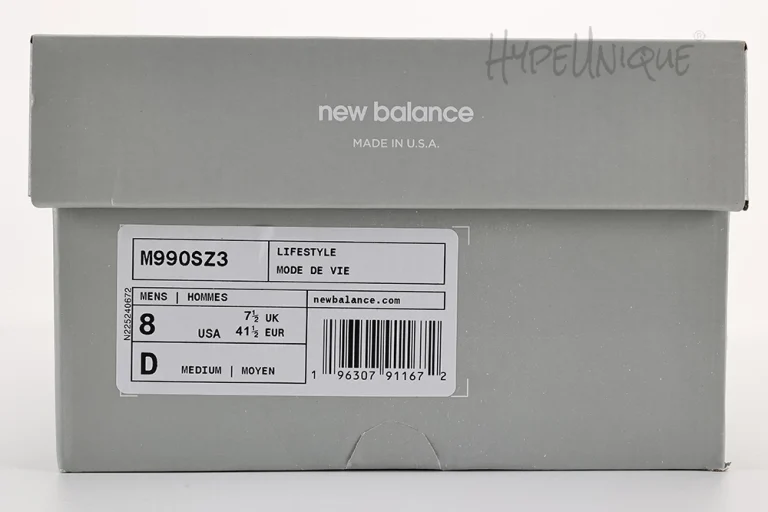 HYPEUNIQUE®
new balance
MADE IN U.S.A.
M990SZ3
LIFESTYLE
MODE DE VIE
N225240672
MENS | HOMMES
newbalance.com
8 USA 7½ UK
41½ EUR
D MEDIUM | MOYEN
1 96307 91167 2